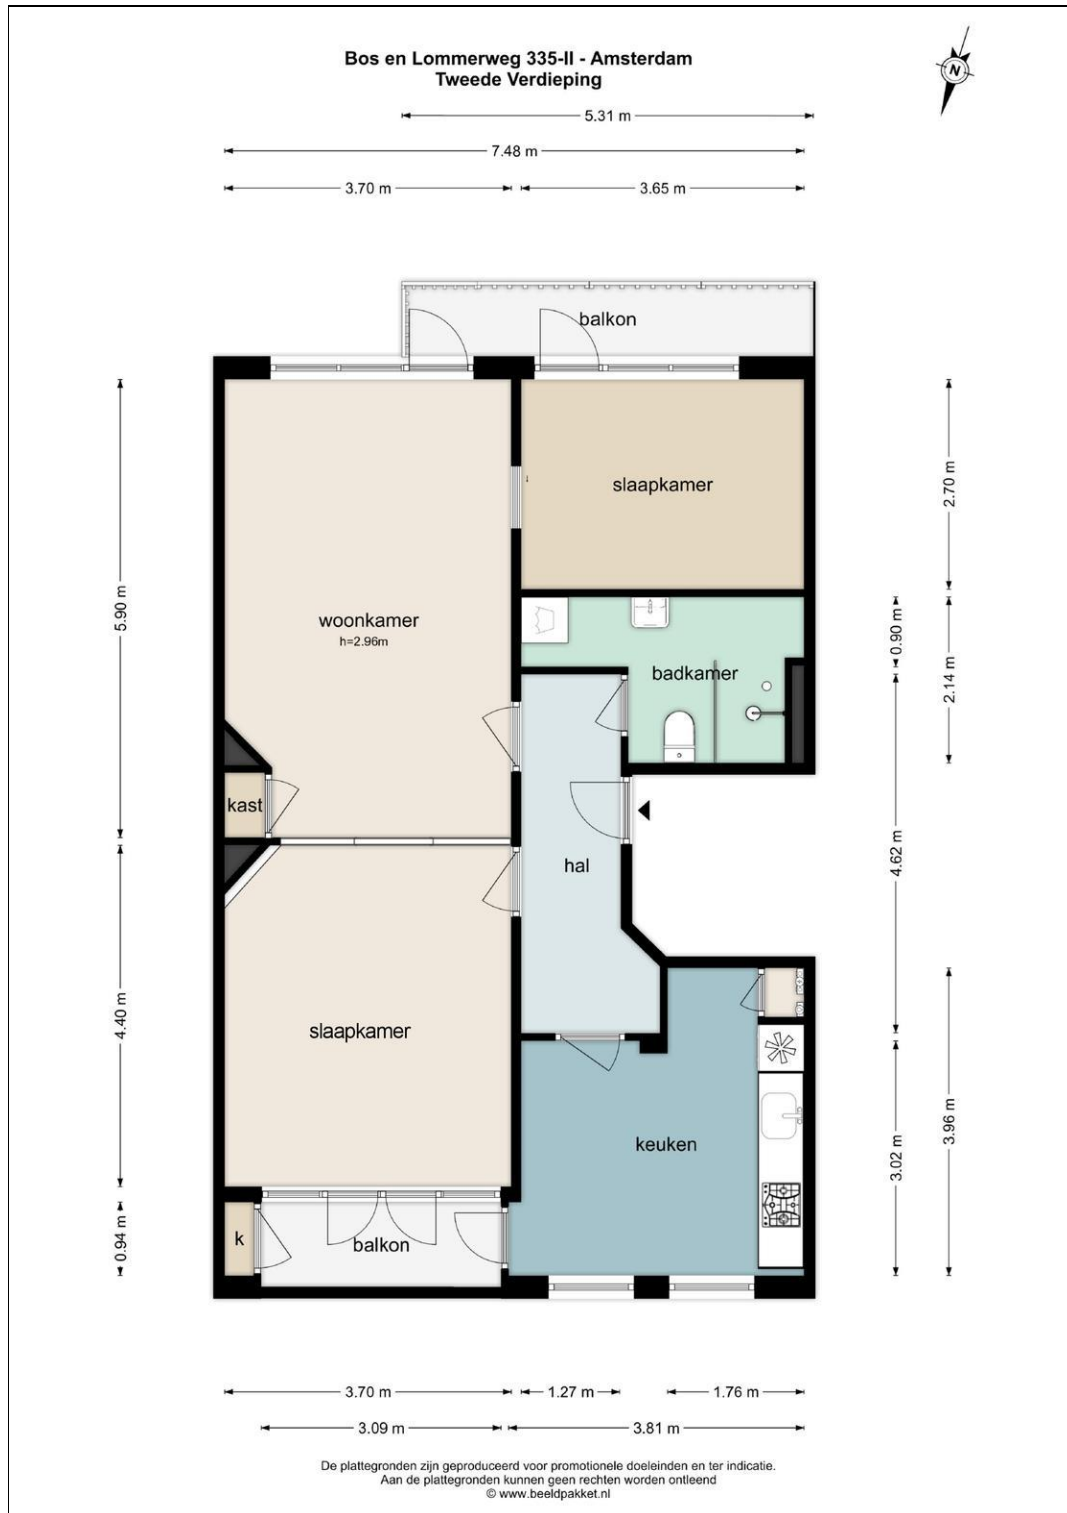 Bos en Lommerweg 335-II - Amsterdam
Tweede Verdieping
N
5.31 m
7.48 m
3.70 m
3.65 m
balkon
slaapkamer
2.70 m
woonkamer
h=2.96m
5.90 m
0.90 m
badkamer
2.14 m
kast
hal
4.62 m
slaapkamer
4.40 m
keuken
3.02 m
3.96 m
k
balkon
0.94 m
3.70 m
1.27 m
1.76 m
3.09 m
3.81 m
De plattegronden zijn geproduceerd voor promotionele doeleinden en ter indicatie.
Aan de plattegronden kunnen geen rechten worden ontleend
© www.beeldpakket.nl